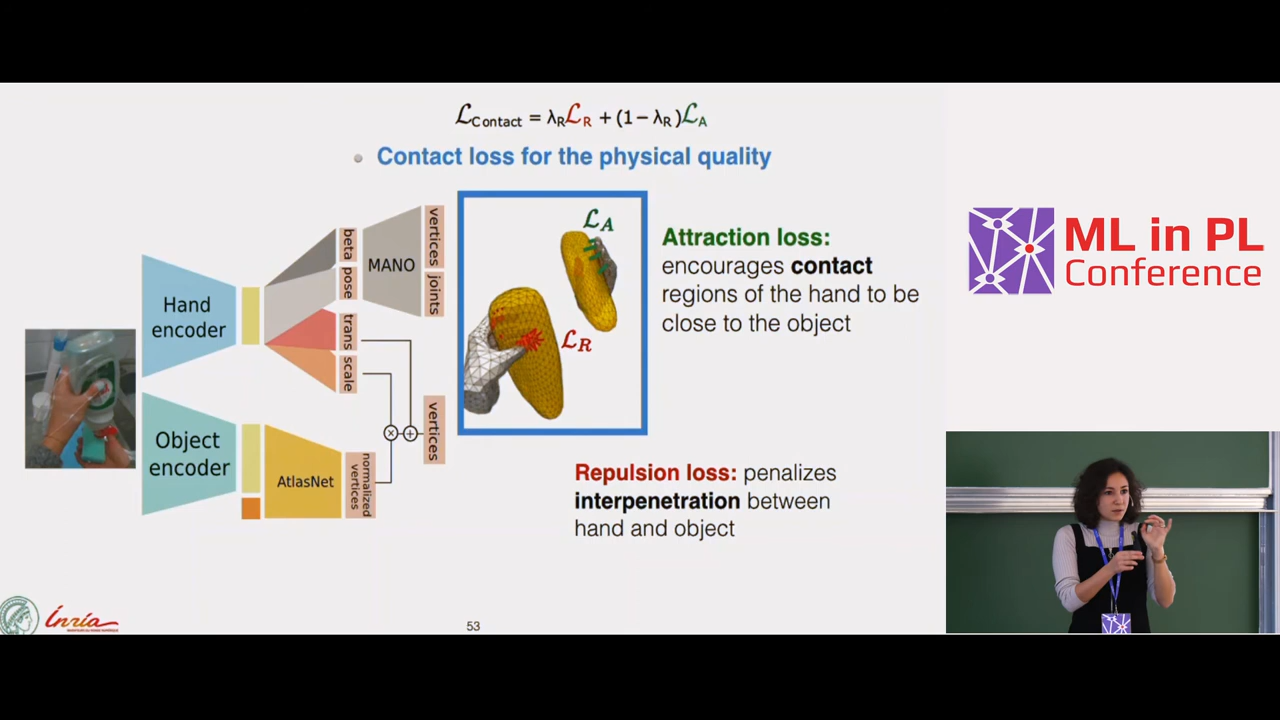 ℒContact = λRℒR + (1 − λR)ℒA
Contact loss for the physical quality
Hand
encoder
Object
encoder
beta
pose
trans
scale
MANO
vertices
joints
AtlasNet
normalized
vertices
vertices
ℒA
ℒR
Attraction loss:
encourages contact
regions of the hand to be
close to the object
Repulsion loss: penalizes
interpenetration between
hand and object
Inria
53
ML in PL
Conference